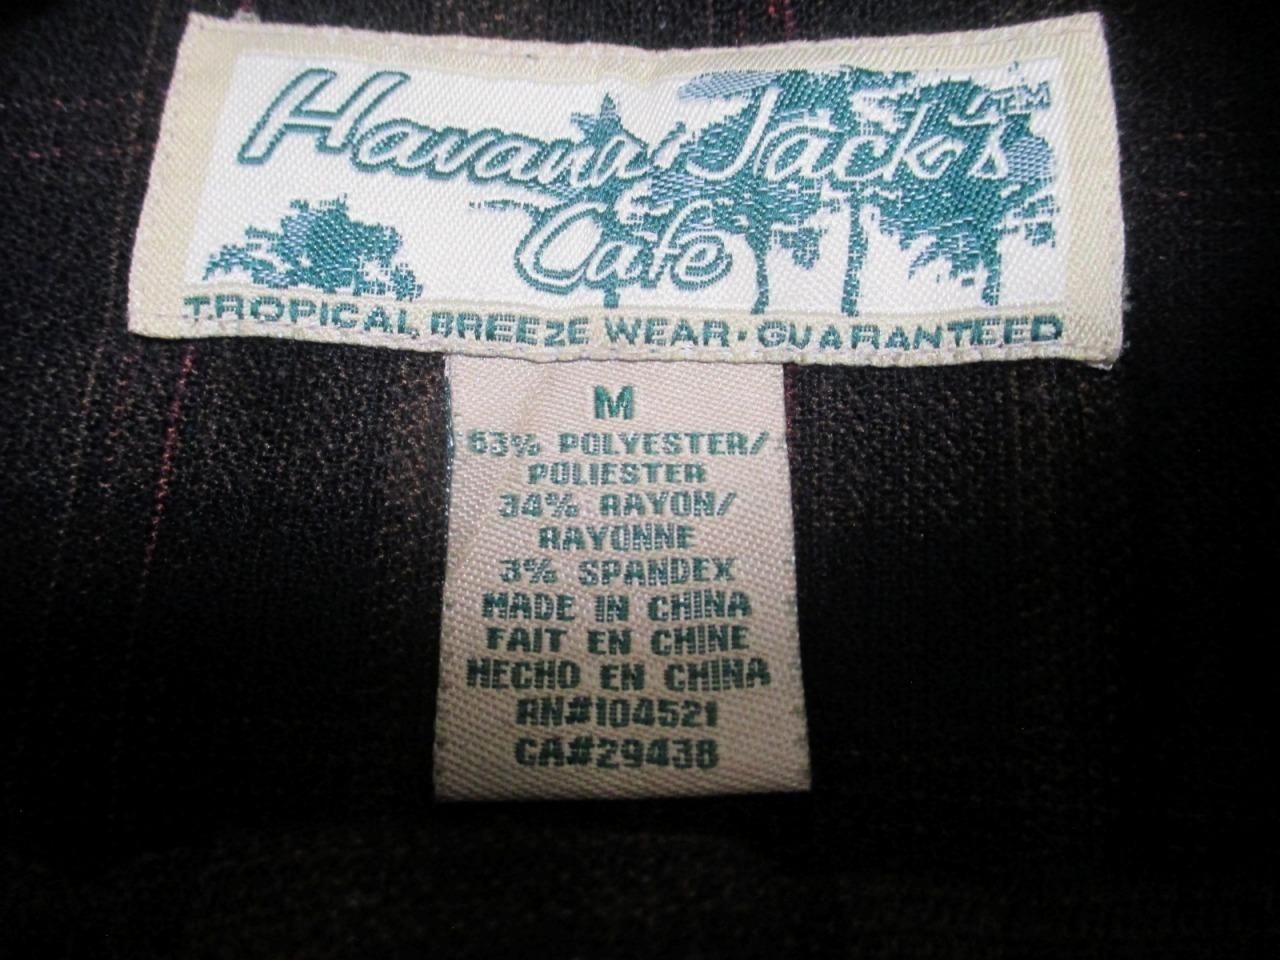 Havana Jack's TM
Cafe
TROPICAL BREEZE WEAR • GUARANTEED
M
63% POLYESTER/
POLIESTER
34% RAYON/
RAYONNE
3% SPANDEX
MADE IN CHINA
FAIT EN CHINE
HECHO EN CHINA
RN#104521
CA#29438